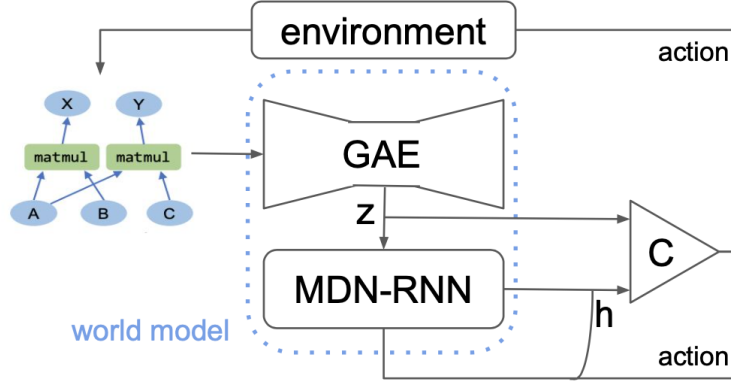 environment
action
X
Y
matmul
matmul
A
B
C
GAE
z
C
MDN-RNN
h
world model
action